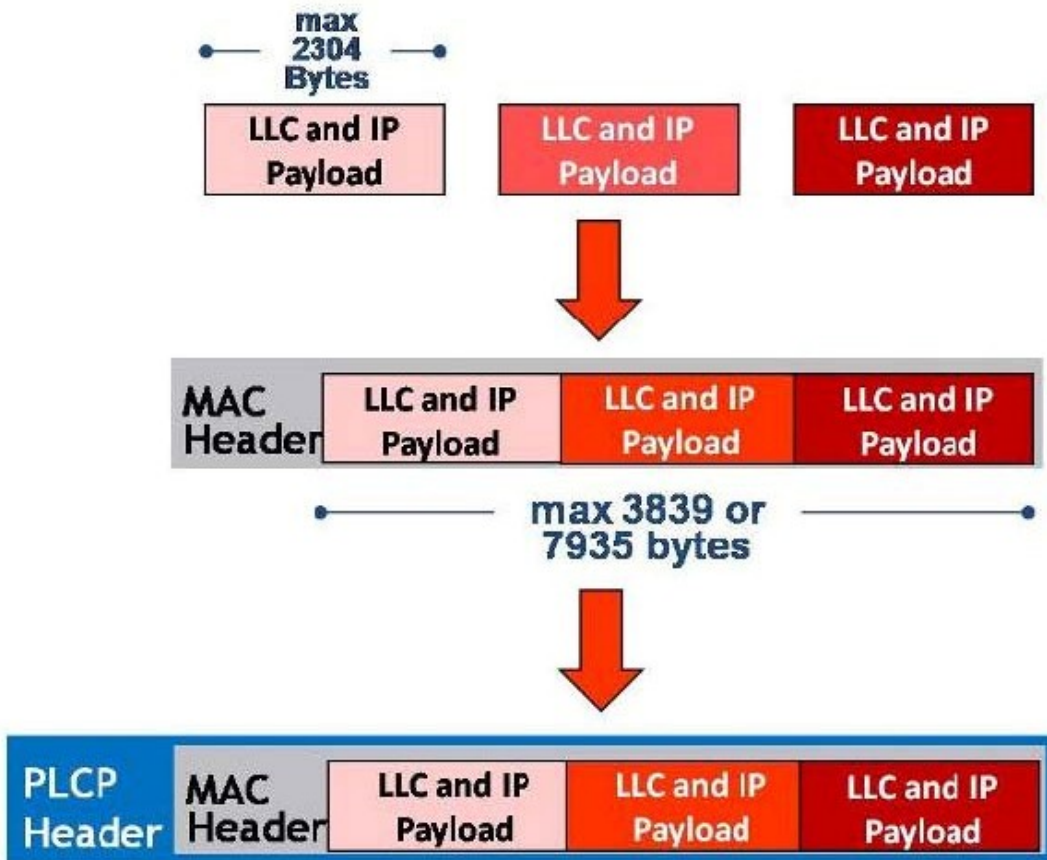 max
2304
Bytes
LLC and IP
Payload
LLC and IP
Payload
LLC and IP
Payload
MAC
Header
LLC and IP
Payload
LLC and IP
Payload
LLC and IP
Payload
max 3839 or
7935 bytes
PLCP
Header
MAC
Header
LLC and IP
Payload
LLC and IP
Payload
LLC and IP
Payload